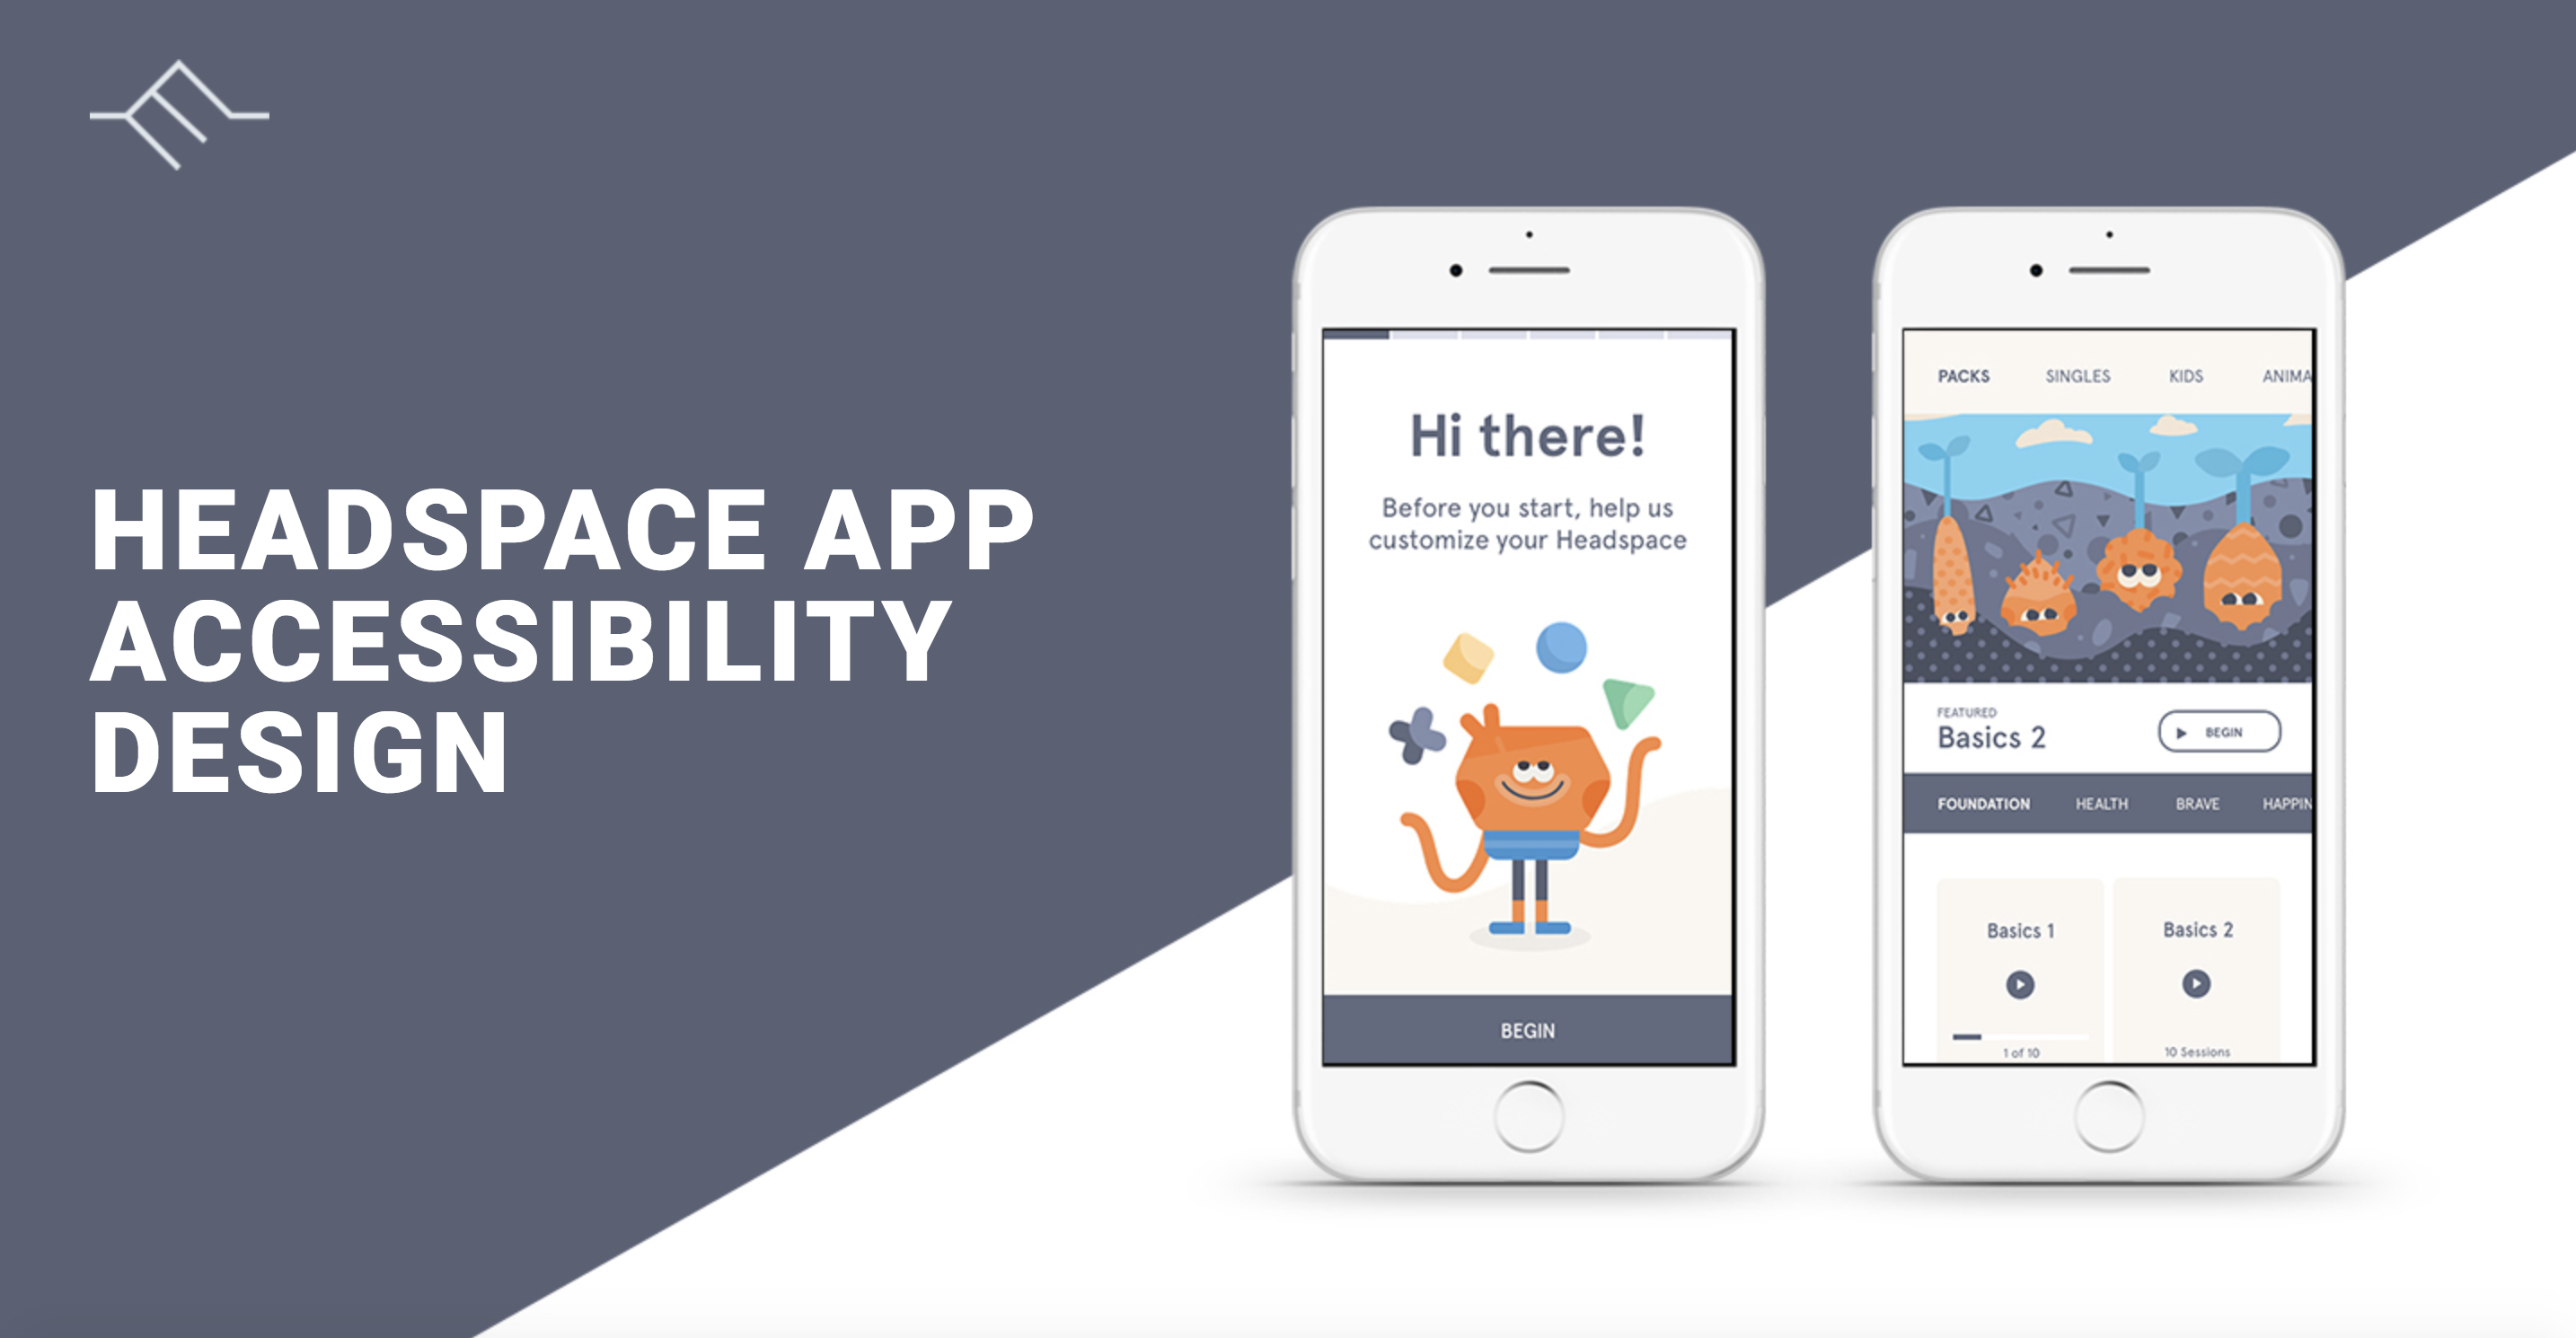 HEADSPACE APP
ACCESSIBILITY
DESIGN
Hi there!
Before you start, help us
customize your Headspace
BEGIN
PACKS SINGLES KIDS ANIMA
FEATURED
Basics 2
BEGIN
FOUNDATION HEALTH BRAVE HAPPIN
Basics 1
1 of 10
Basics 2
10 Sessions